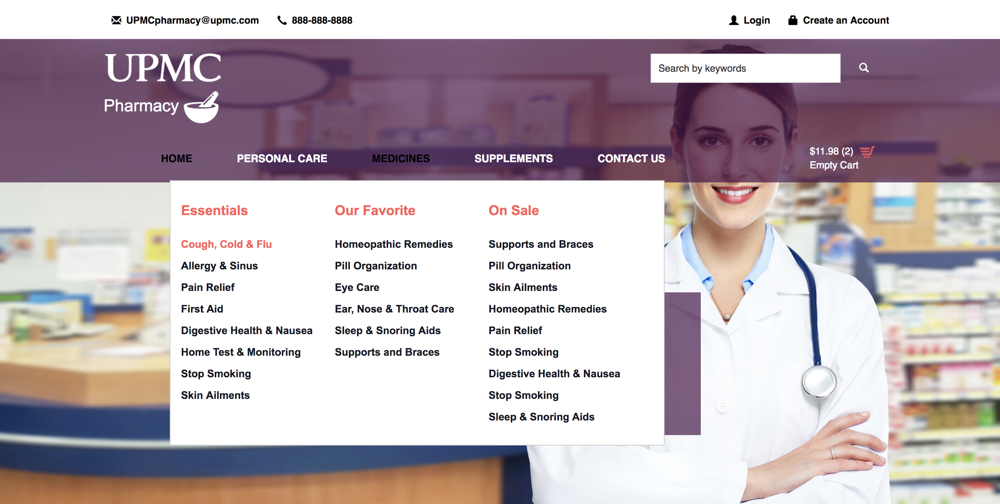 UPMCpharmacy@upmc.com 888-888-8888 Login Create an Account
UPMC
Pharmacy
Search by keywords
HOME PERSONAL CARE MEDICINES SUPPLEMENTS CONTACT US
$11.98 (2)
Empty Cart
Essentials
Cough, Cold & Flu
Allergy & Sinus
Pain Relief
First Aid
Digestive Health & Nausea
Home Test & Monitoring
Stop Smoking
Skin Ailments
Our Favorite
Homeopathic Remedies
Pill Organization
Eye Care
Ear, Nose & Throat Care
Sleep & Snoring Aids
Supports and Braces
On Sale
Supports and Braces
Pill Organization
Skin Ailments
Homeopathic Remedies
Pain Relief
Stop Smoking
Digestive Health & Nausea
Stop Smoking
Sleep & Snoring Aids